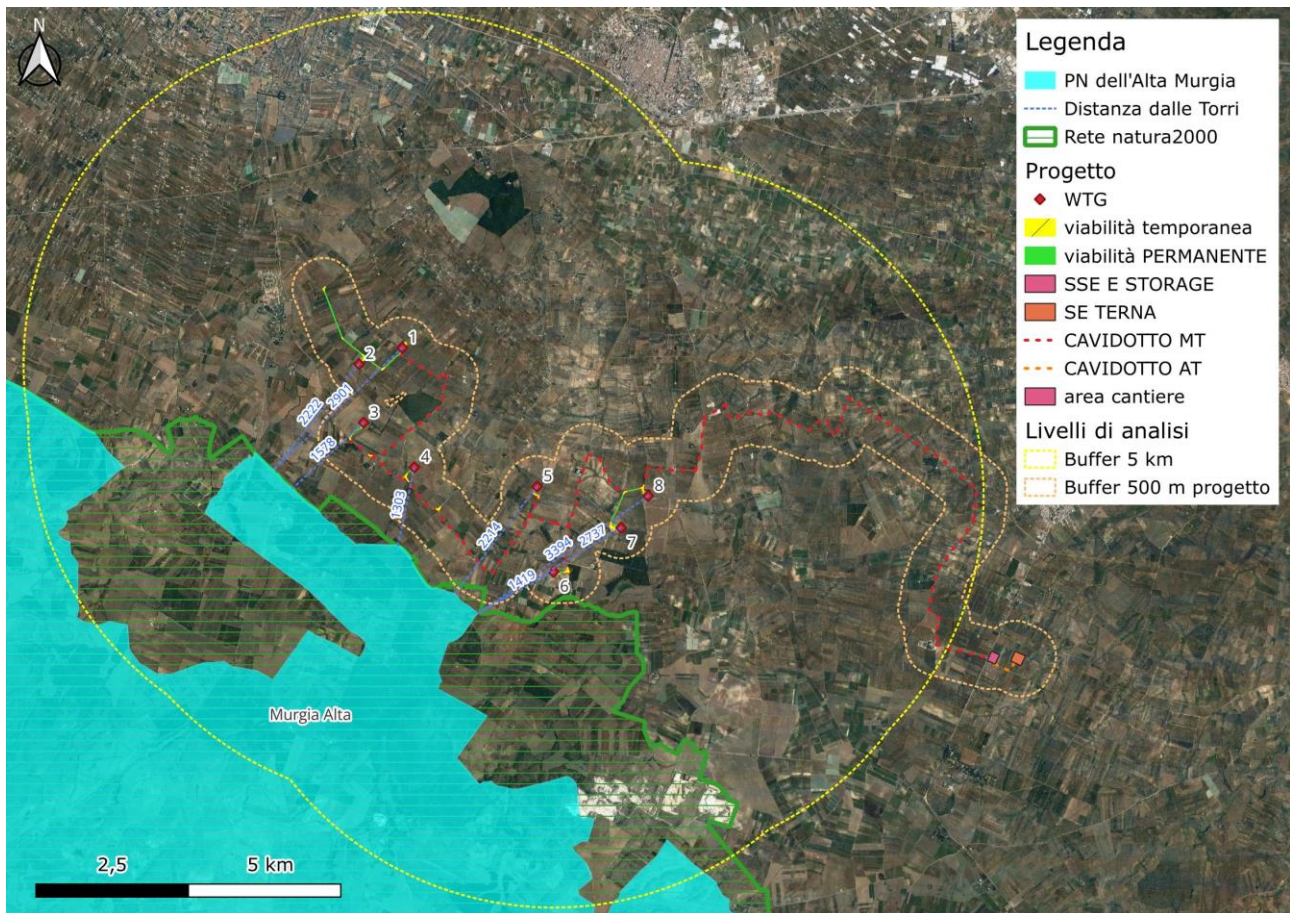 N
Legenda
PN dell'Alta Murgia
Distanza dalle Torri
Rete natura2000
Progetto
WTG
viabilità temporanea
viabilità PERMANENTE
SSE E STORAGE
SE TERNA
CAVIDOTTO MT
CAVIDOTTO AT
area cantiere
Livelli di analisi
Buffer 5 km
Buffer 500 m progetto
1
2
2222
2901
3
1578
4
1303
5
2214
8
7
2737
3394
1419
6
Murgia Alta
2,5
5 km